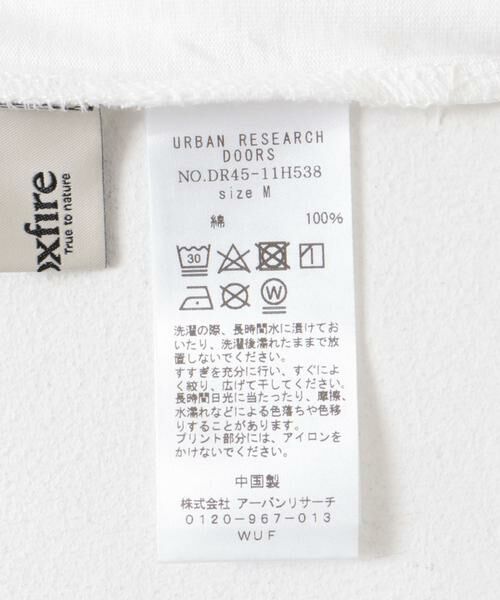 oxfire
True to nature
URBAN RESEARCH
DOORS
NO.DR45-11H538
size M
綿 100%
30
W
洗濯の際、長時間水に漬けてお
いたり、洗濯後濡れたままで放
置しないでください。
すすぎを充分に行い、すぐによ
く絞り、広げて干してください。
長時間日光に当たったり、摩擦、
水濡れなどによる色落ちや色移
りすることがあります。
プリント部分には、アイロンを
かけないでください。
中国製
株式会社 アーバンリサーチ
0120-967-013
WUF